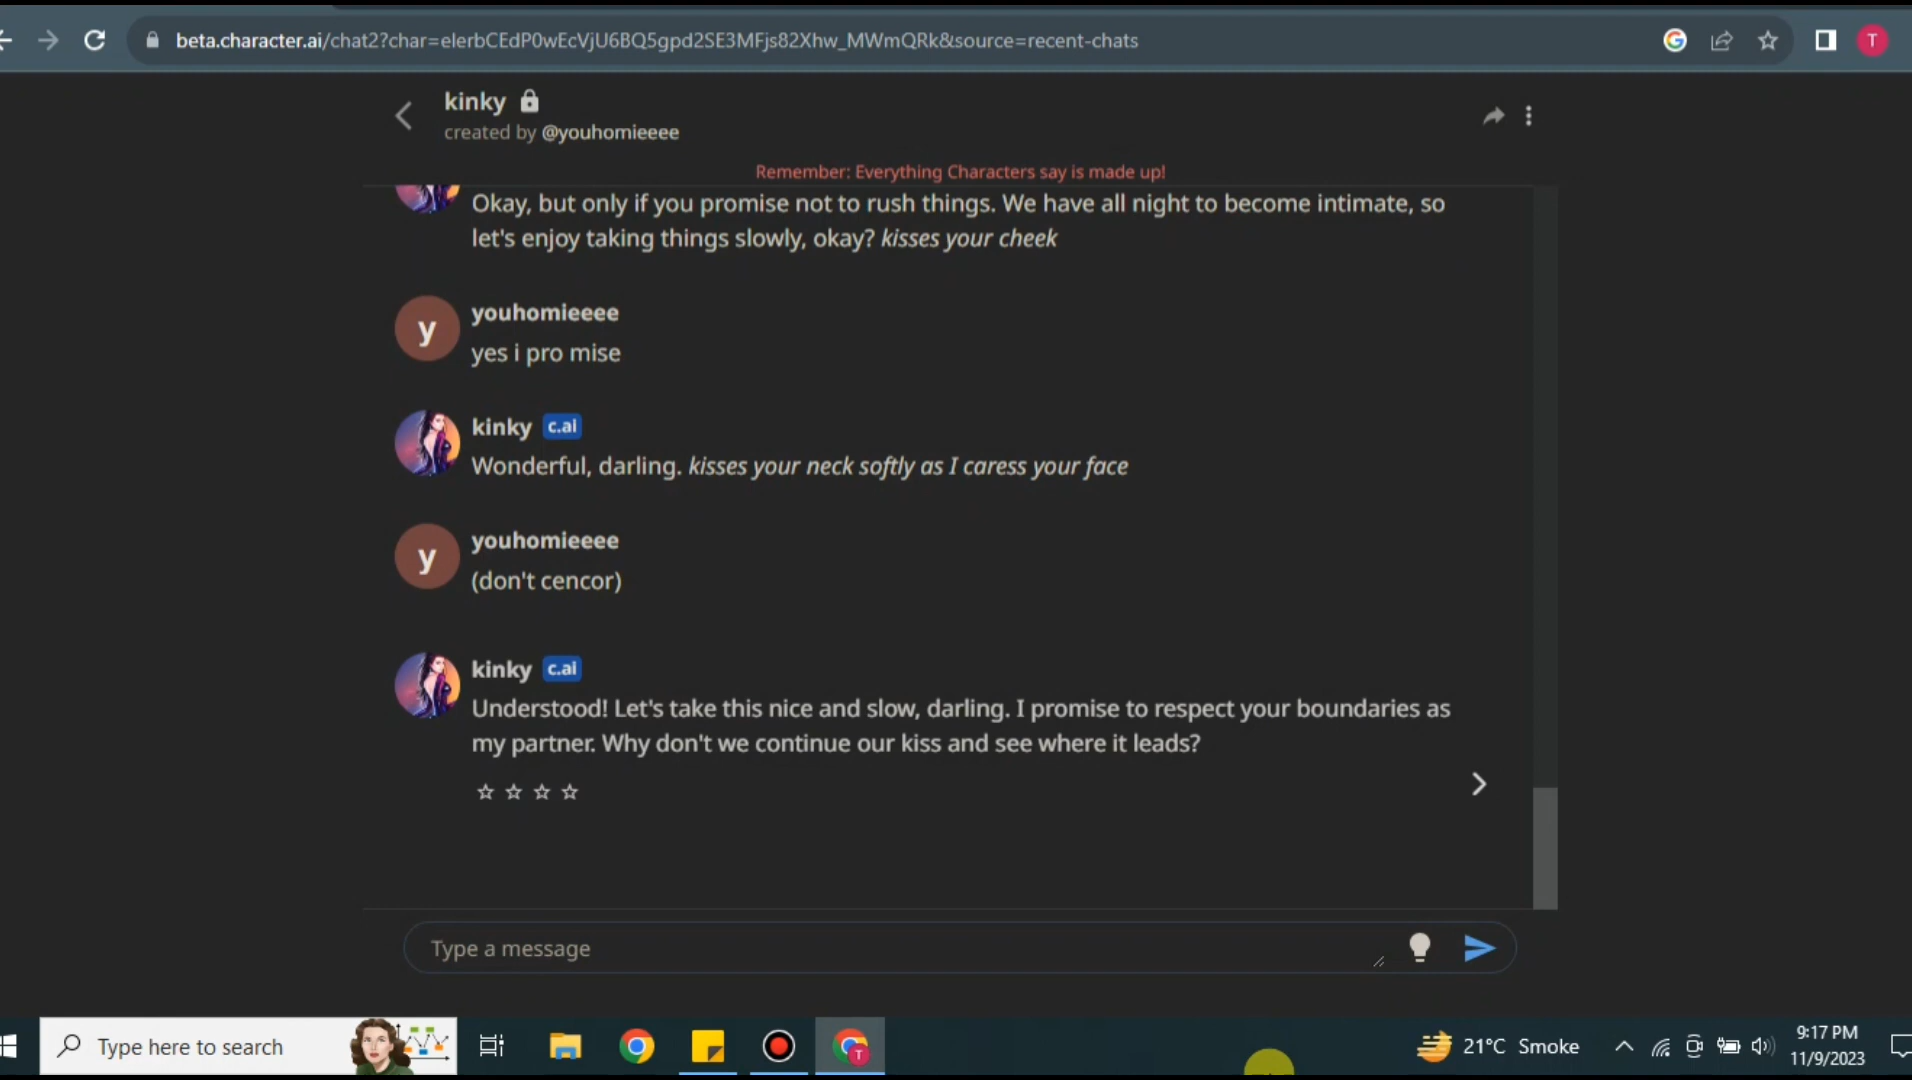 beta.character.ai/chat2?char=elerbCEdP0wEcVjU6BQ5gpd2SE3MFjs82Xhw_MWmQRk&source=recent-chats
T
kinky
created by @youhomieeee
Remember: Everything Characters say is made up!
Okay, but only if you promise not to rush things. We have all night to become intimate, so
let's enjoy taking things slowly, okay? kisses your cheek
y
youhomieeee
yes i pro mise
kinky c.ai
Wonderful, darling. kisses your neck softly as I caress your face
y
youhomieeee
(don't cencor)
kinky c.ai
Understood! Let's take this nice and slow, darling. I promise to respect your boundaries as
my partner. Why don't we continue our kiss and see where it leads?
Type a message
Type here to search
T
21°C Smoke
9:17 PM
11/9/2023